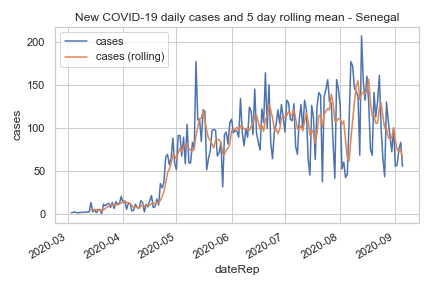 New COVID-19 daily cases and 5 day rolling mean - Senegal
cases
cases (rolling)
200
150
100
50
0
cases
2020-03
2020-04
2020-05
2020-06
2020-07
2020-08
2020-09
dateRep